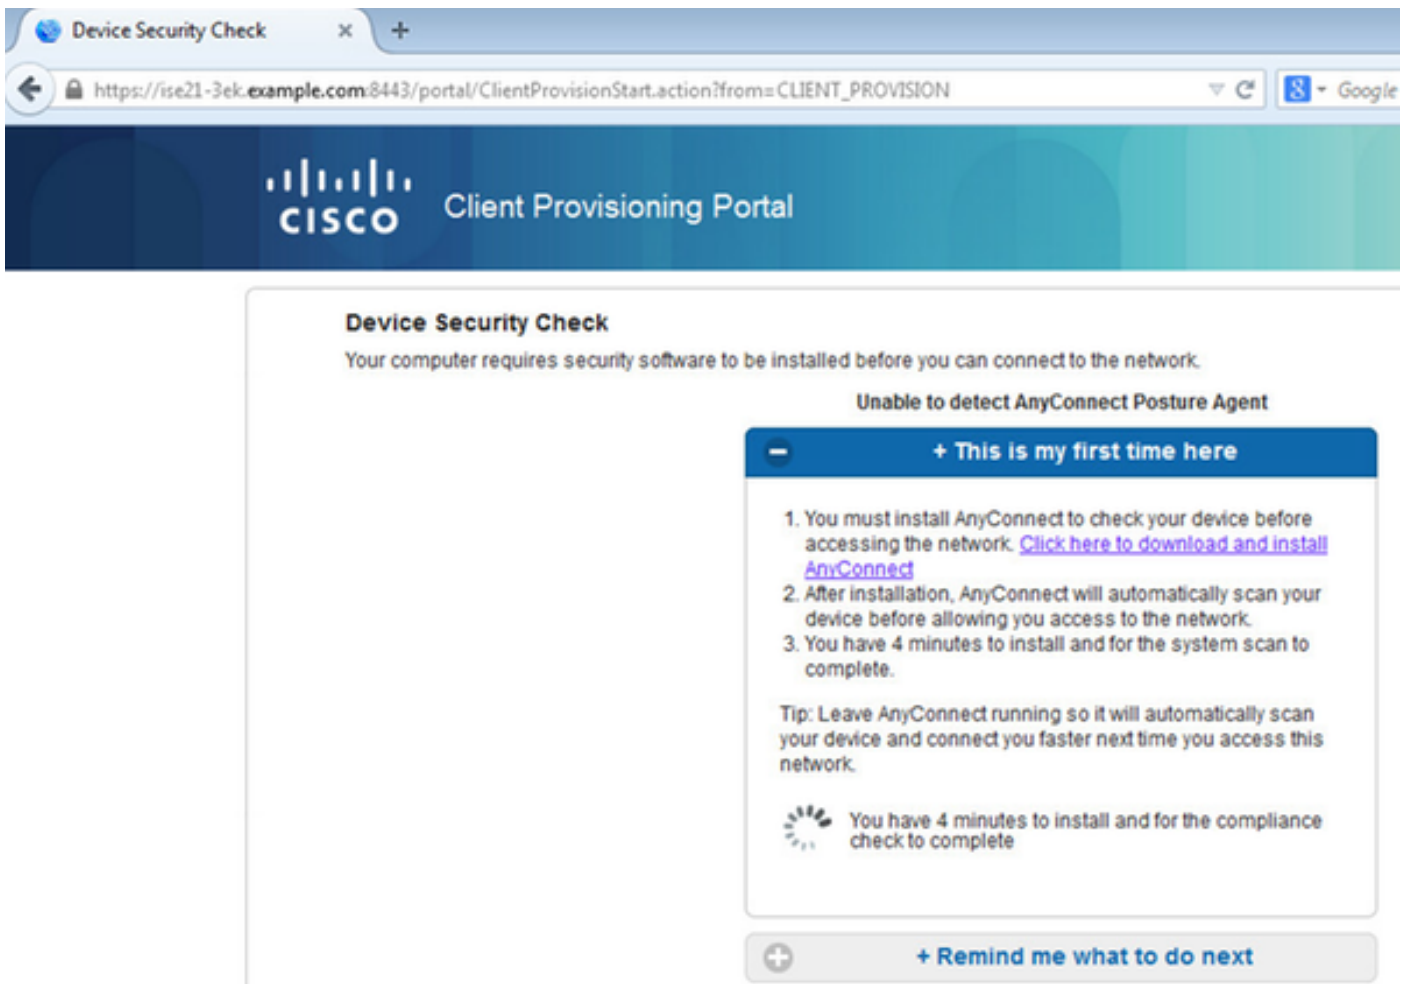 Device Security Check
https://ise21-3ek.example.com:8443/portal/ClientProvisionStart.action?from=CLIENT_PROVISION
8
Google
CISCO
Client Provisioning Portal
Device Security Check
Your computer requires security software to be installed before you can connect to the network.
Unable to detect AnyConnect Posture Agent
+ This is my first time here
1. You must install AnyConnect to check your device before
accessing the network. Click here to download and install
AnyConnect
2. After installation, AnyConnect will automatically scan your
device before allowing you access to the network.
3. You have 4 minutes to install and for the system scan to
complete.
Tip: Leave AnyConnect running so it will automatically scan
your device and connect you faster next time you access this
network.
You have 4 minutes to install and for the compliance
check to complete
+ Remind me what to do next